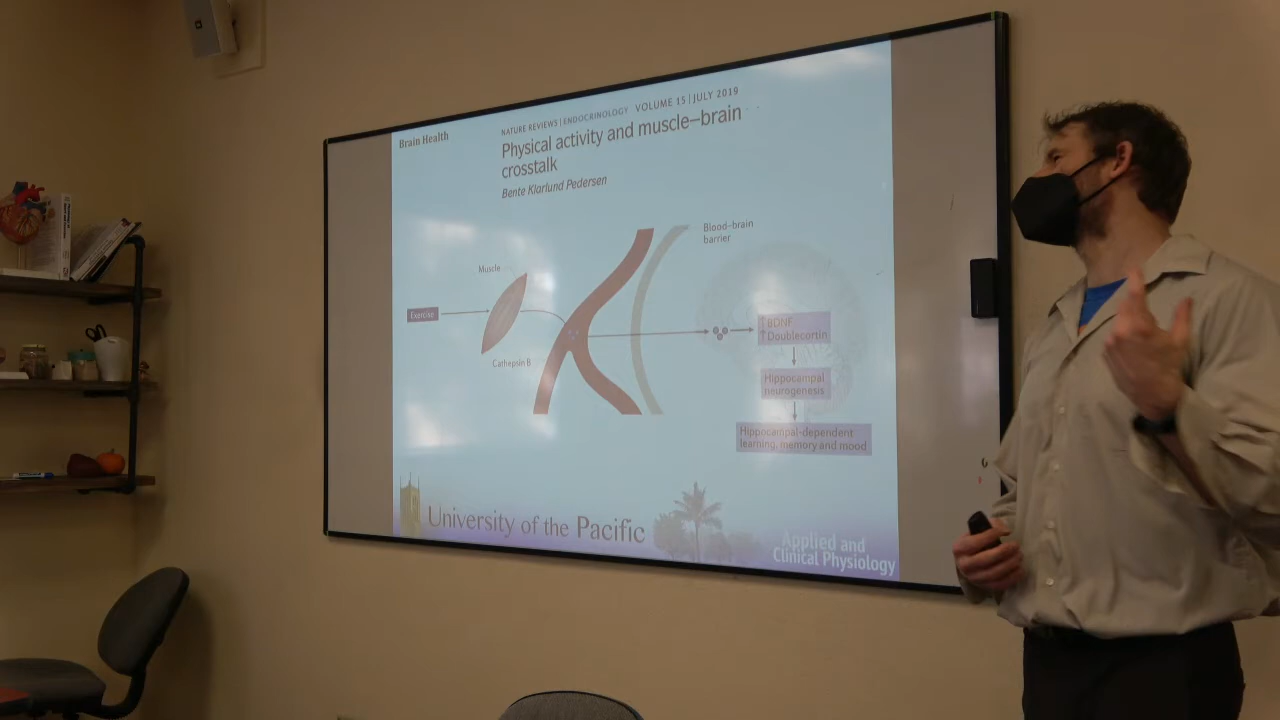 Brain Health
NATURE REVIEWS | ENDOCRINOLOGY VOLUME 15 | JULY 2019
Physical activity and muscle–brain
crosstalk
Bente Klarlund Pedersen
Blood–brain
barrier
Muscle
Exercise
Cathepsin B
↑ BDNF
↑ Doublecortin
Hippocampal
neurogenesis
Hippocampal-dependent
learning, memory and mood
University of the Pacific
Applied and
Clinical Physiology